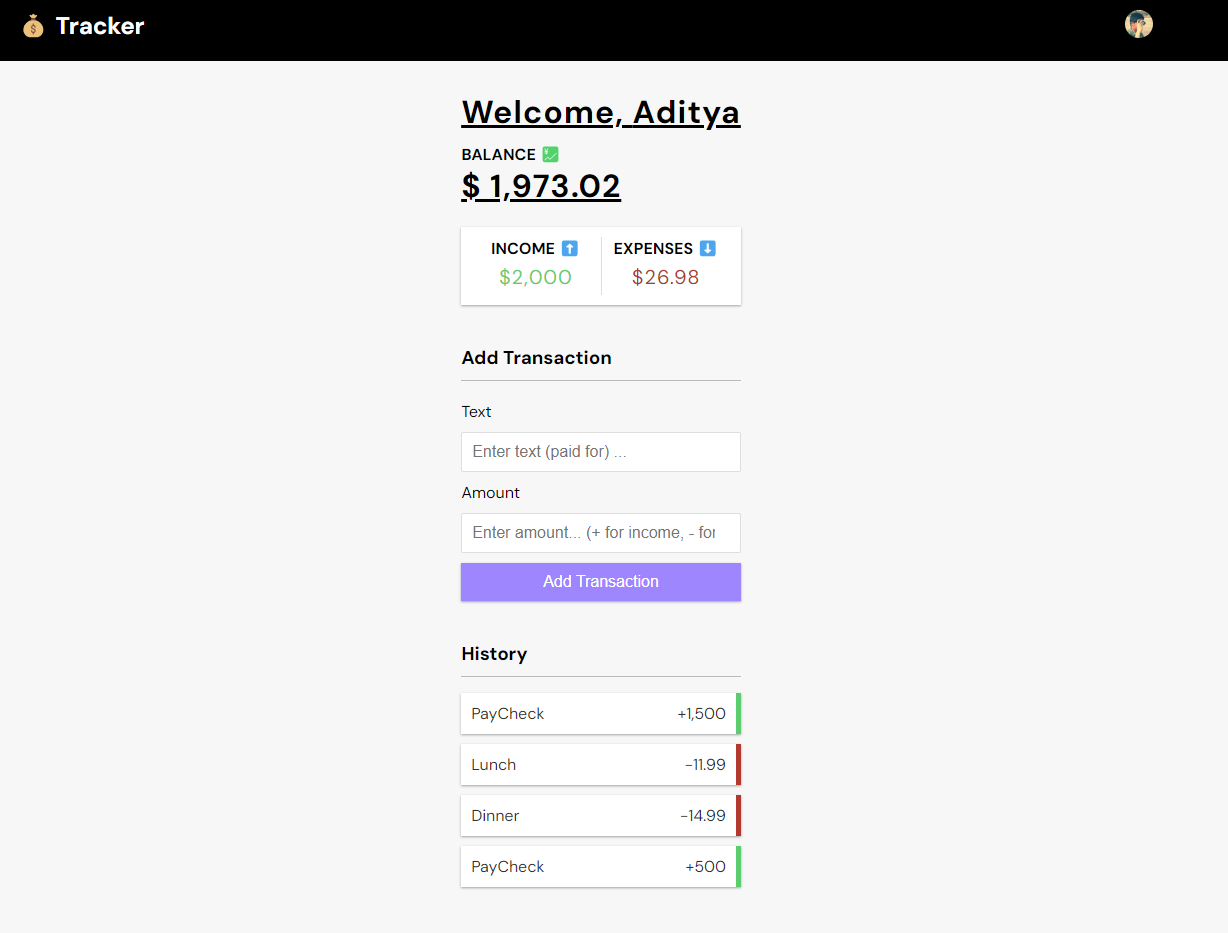 Tracker
Welcome, Aditya
BALANCE
$ 1,973.02
INCOME EXPENSES
$2,000 $26.98
Add Transaction
Text
Enter text (paid for) ...
Amount
Enter amount... (+ for income, - for
Add Transaction
History
PayCheck +1,500
Lunch -11.99
Dinner -14.99
PayCheck +500